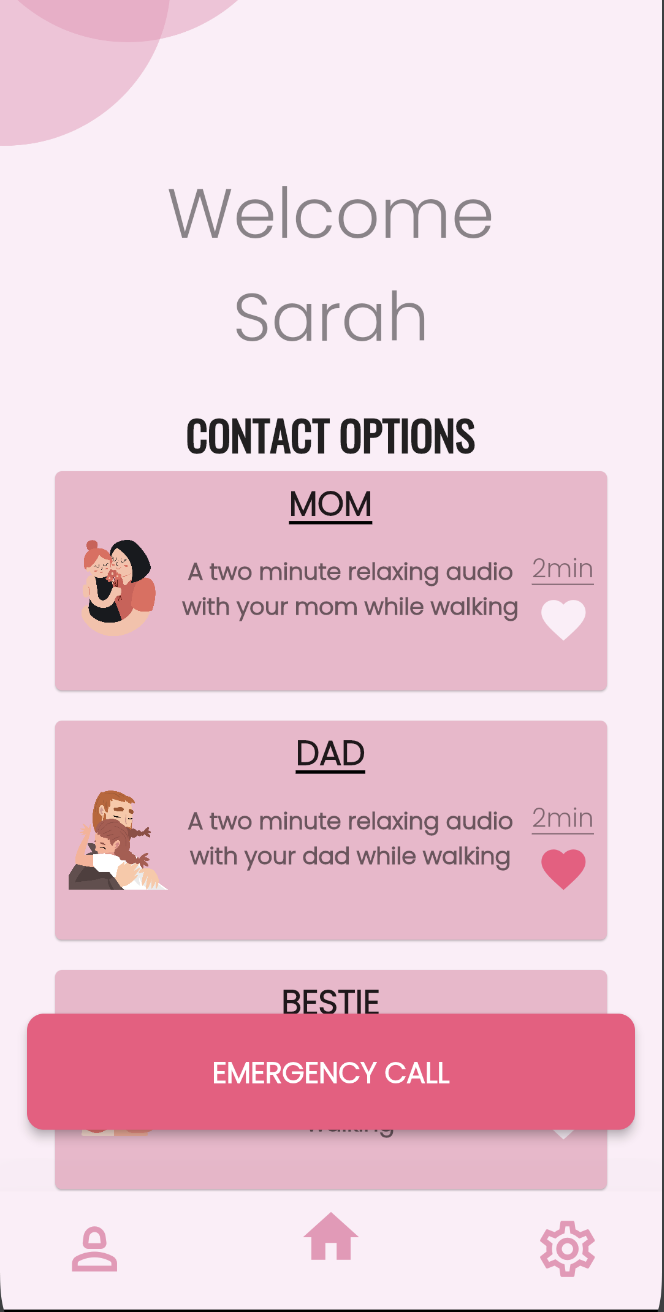 Welcome
Sarah
CONTACT OPTIONS
MOM
A two minute relaxing audio
with your mom while walking
2min
DAD
A two minute relaxing audio
with your dad while walking
2min
BESTIE
EMERGENCY CALL
walking